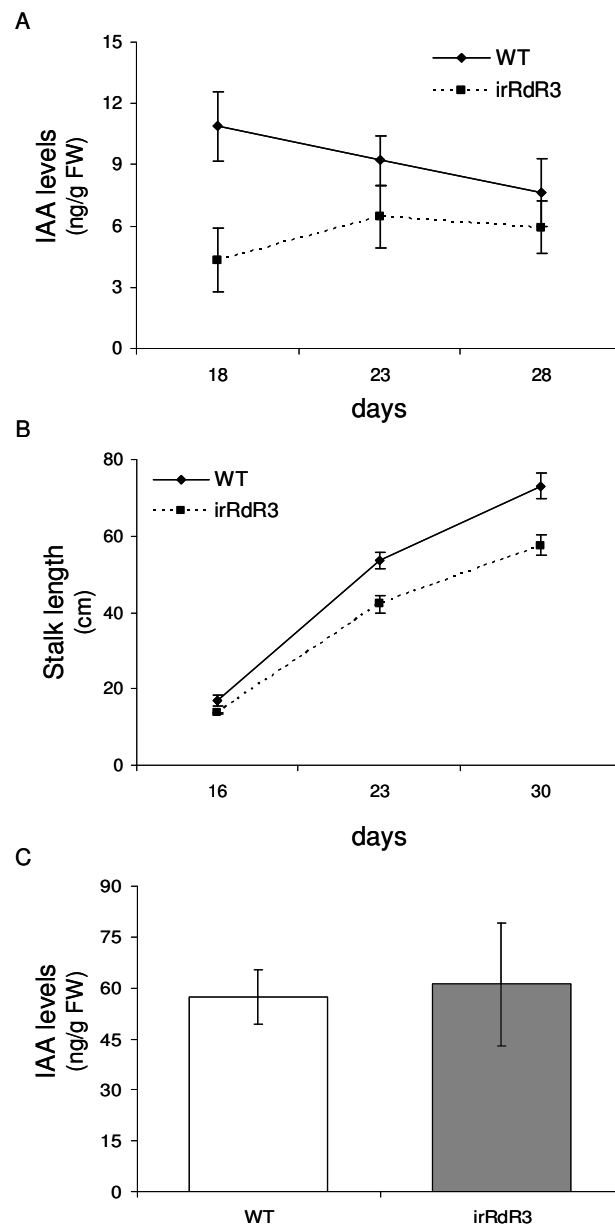 A
15
12
9
6
3
0
IAA levels
(ng/g FW)
WT
irRdR3
18 23 28
days
B
80
60
40
20
0
Stalk length
(cm)
WT
irRdR3
16 23 30
days
C
90
75
60
45
30
15
0
IAA levels
(ng/g FW)
WT irRdR3